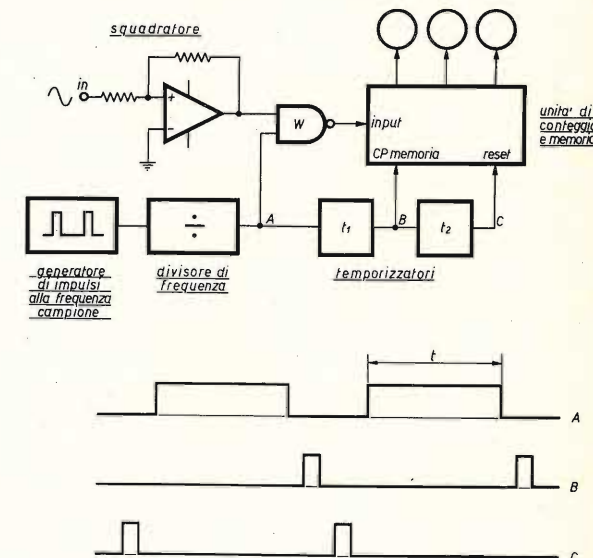 squadratore
in
+
−
W
input
CP memoria
reset
unita' di
conteggio
e memoria
÷
A
t₁
B
t₂
C
generatore
di impulsi
alla frequenza
campione
divisore di
frequenza
temporizzatori
t
A
B
C